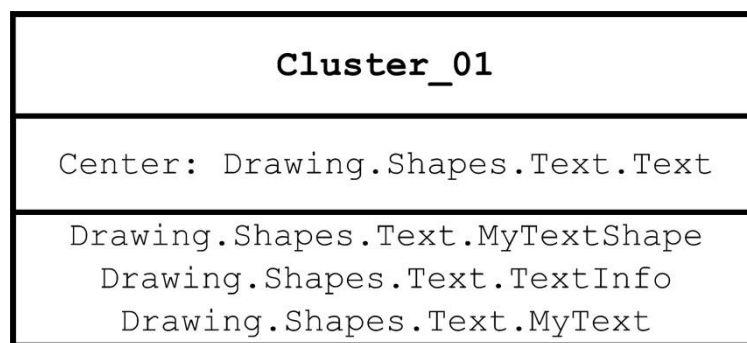 Cluster_01
Center: Drawing.Shapes.Text.Text
Drawing.Shapes.Text.MyTextShape
Drawing.Shapes.Text.TextInfo
Drawing.Shapes.Text.MyText